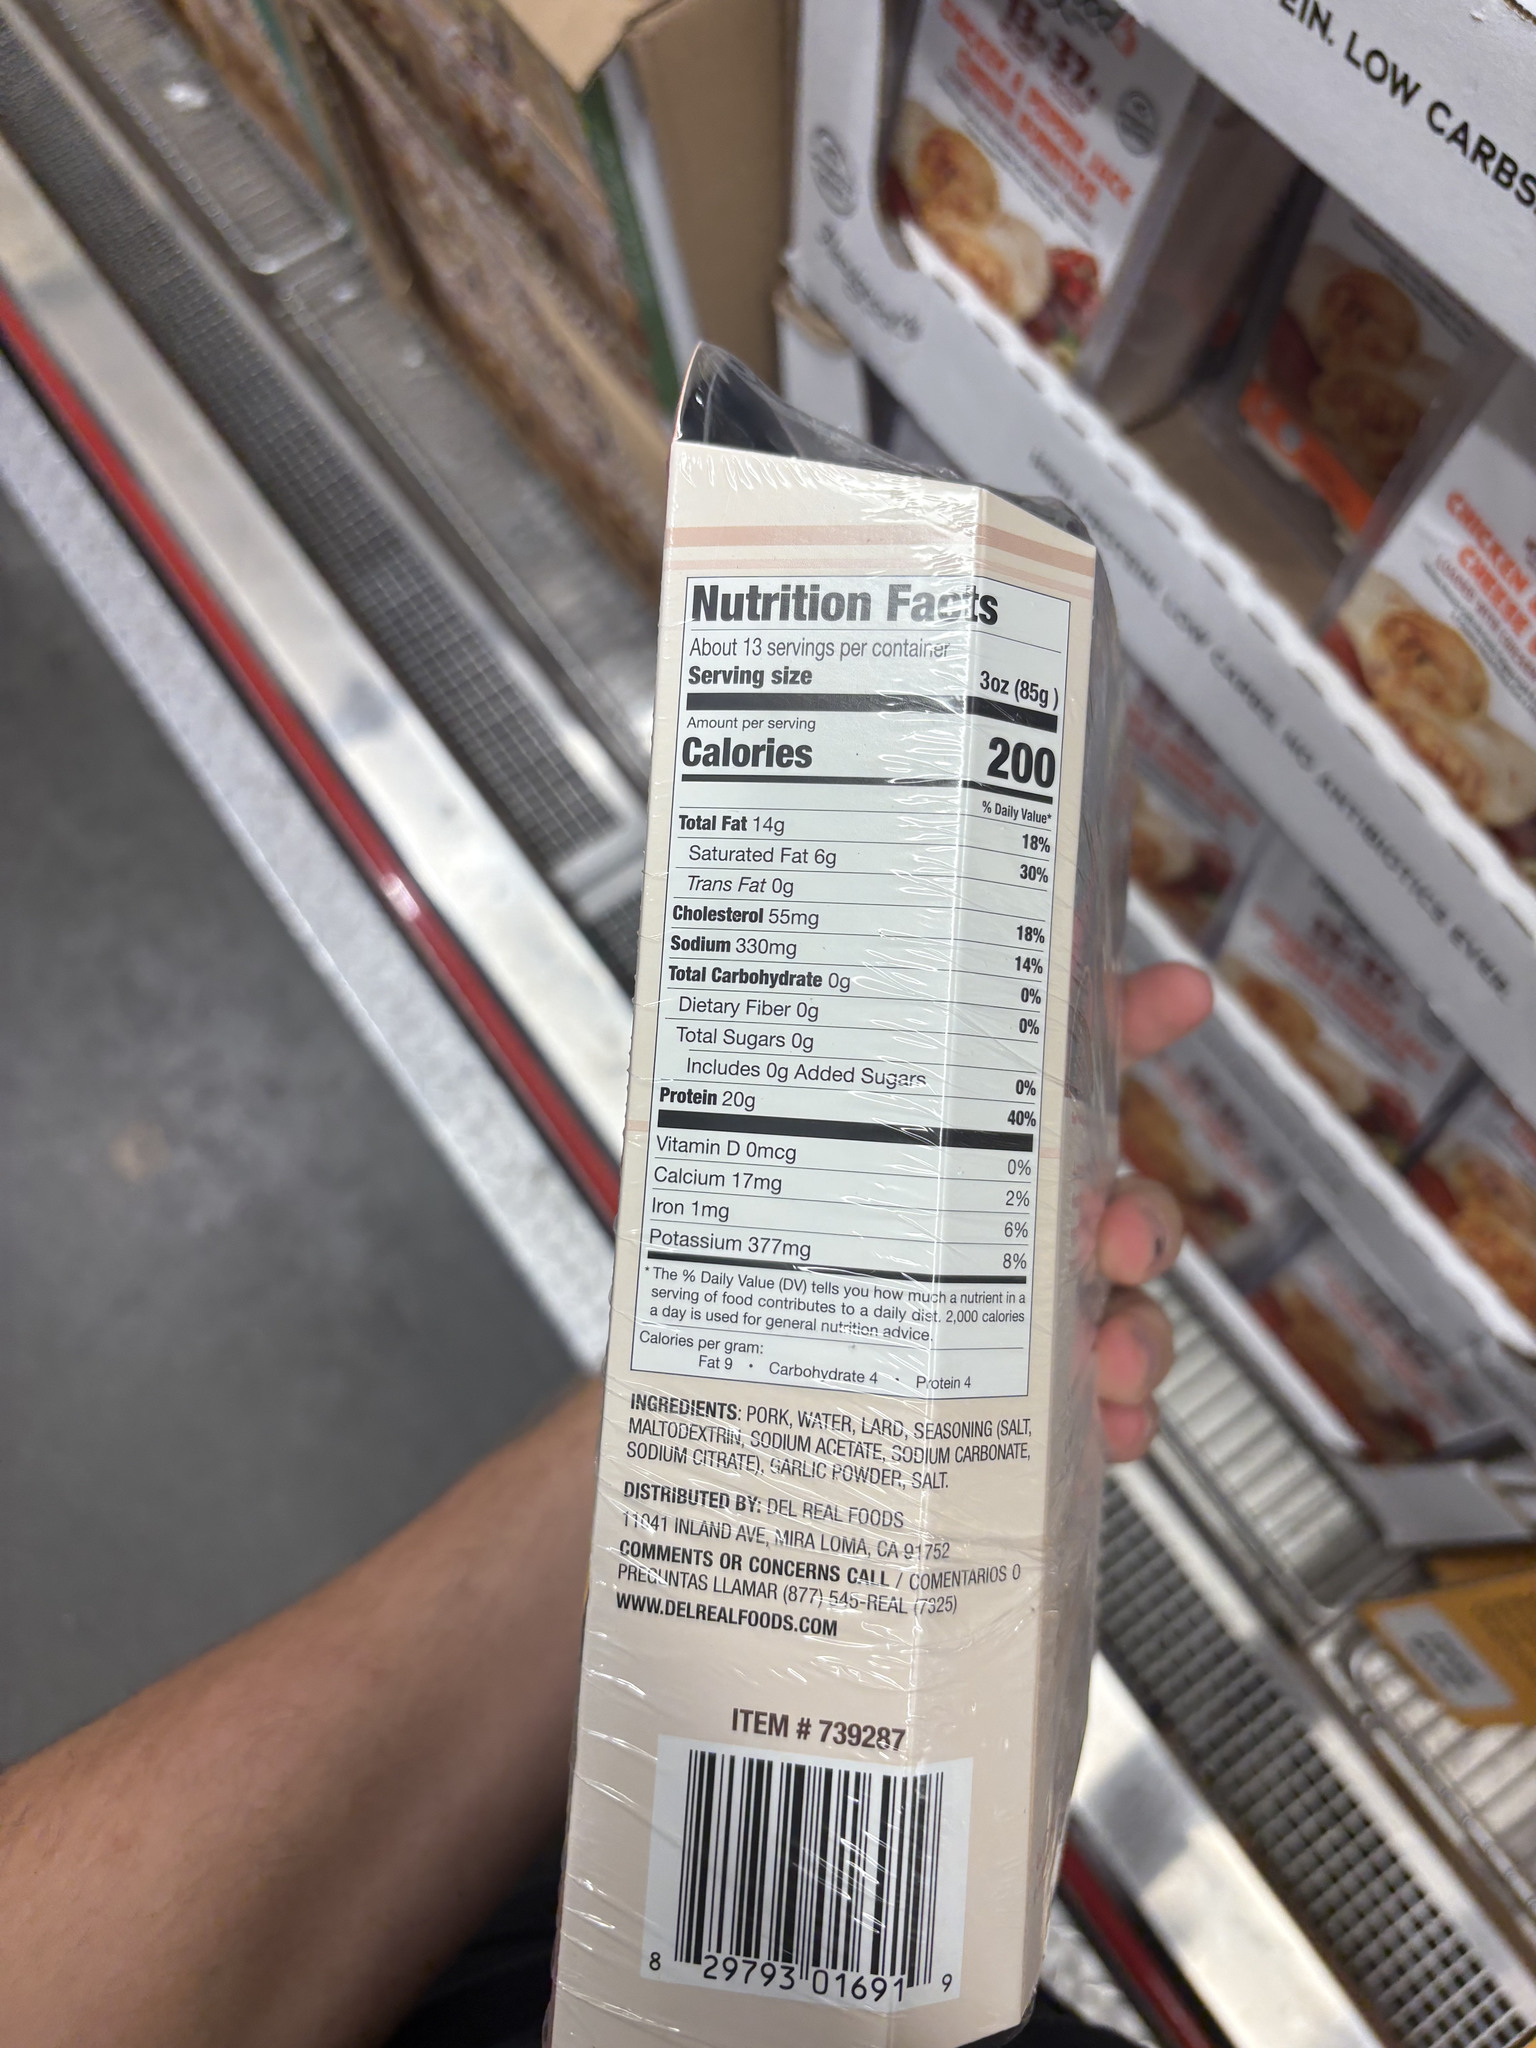 EIN. LOW CARBS.
Nutrition Facts
About 13 servings per container
Serving size 3oz (85g )
Amount per serving
Calories 200
% Daily Value*
Total Fat 14g 18%
Saturated Fat 6g 30%
Trans Fat 0g
Cholesterol 55mg 18%
Sodium 330mg 14%
Total Carbohydrate 0g 0%
Dietary Fiber 0g 0%
Total Sugars 0g
Includes 0g Added Sugars 0%
Protein 20g 40%
Vitamin D 0mcg 0%
Calcium 17mg 2%
Iron 1mg 6%
Potassium 377mg 8%
* The % Daily Value (DV) tells you how much a nutrient in a
serving of food contributes to a daily dist. 2,000 calories
a day is used for general nutrition advice.
Calories per gram:
Fat 9 • Carbohydrate 4 • Protein 4
INGREDIENTS: PORK, WATER, LARD, SEASONING (SALT,
MALTODEXTRIN, SODIUM ACETATE, SODIUM CARBONATE,
SODIUM CITRATE), GARLIC POWDER, SALT.
DISTRIBUTED BY: DEL REAL FOODS
11041 INLAND AVE, MIRA LOMA, CA 91752
COMMENTS OR CONCERNS CALL / COMENTARIOS O
PREGUNTAS LLAMAR (877) 545-REAL (7325)
WWW.DELREALFOODS.COM
ITEM # 739287
8 29793 01691 9
LOW CARBS. NO ANTIBIOTICS EVER